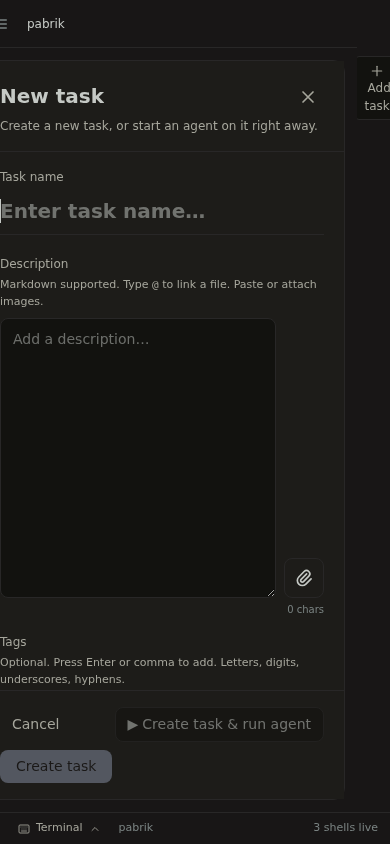 pabrik
Add
task
New task
Create a new task, or start an agent on it right away.
Task name
Enter task name…
Description
Markdown supported. Type @ to link a file. Paste or attach
images.
Add a description…
0 chars
Tags
Optional. Press Enter or comma to add. Letters, digits,
underscores, hyphens.
Cancel
▶ Create task & run agent
Create task
Terminal pabrik 3 shells live